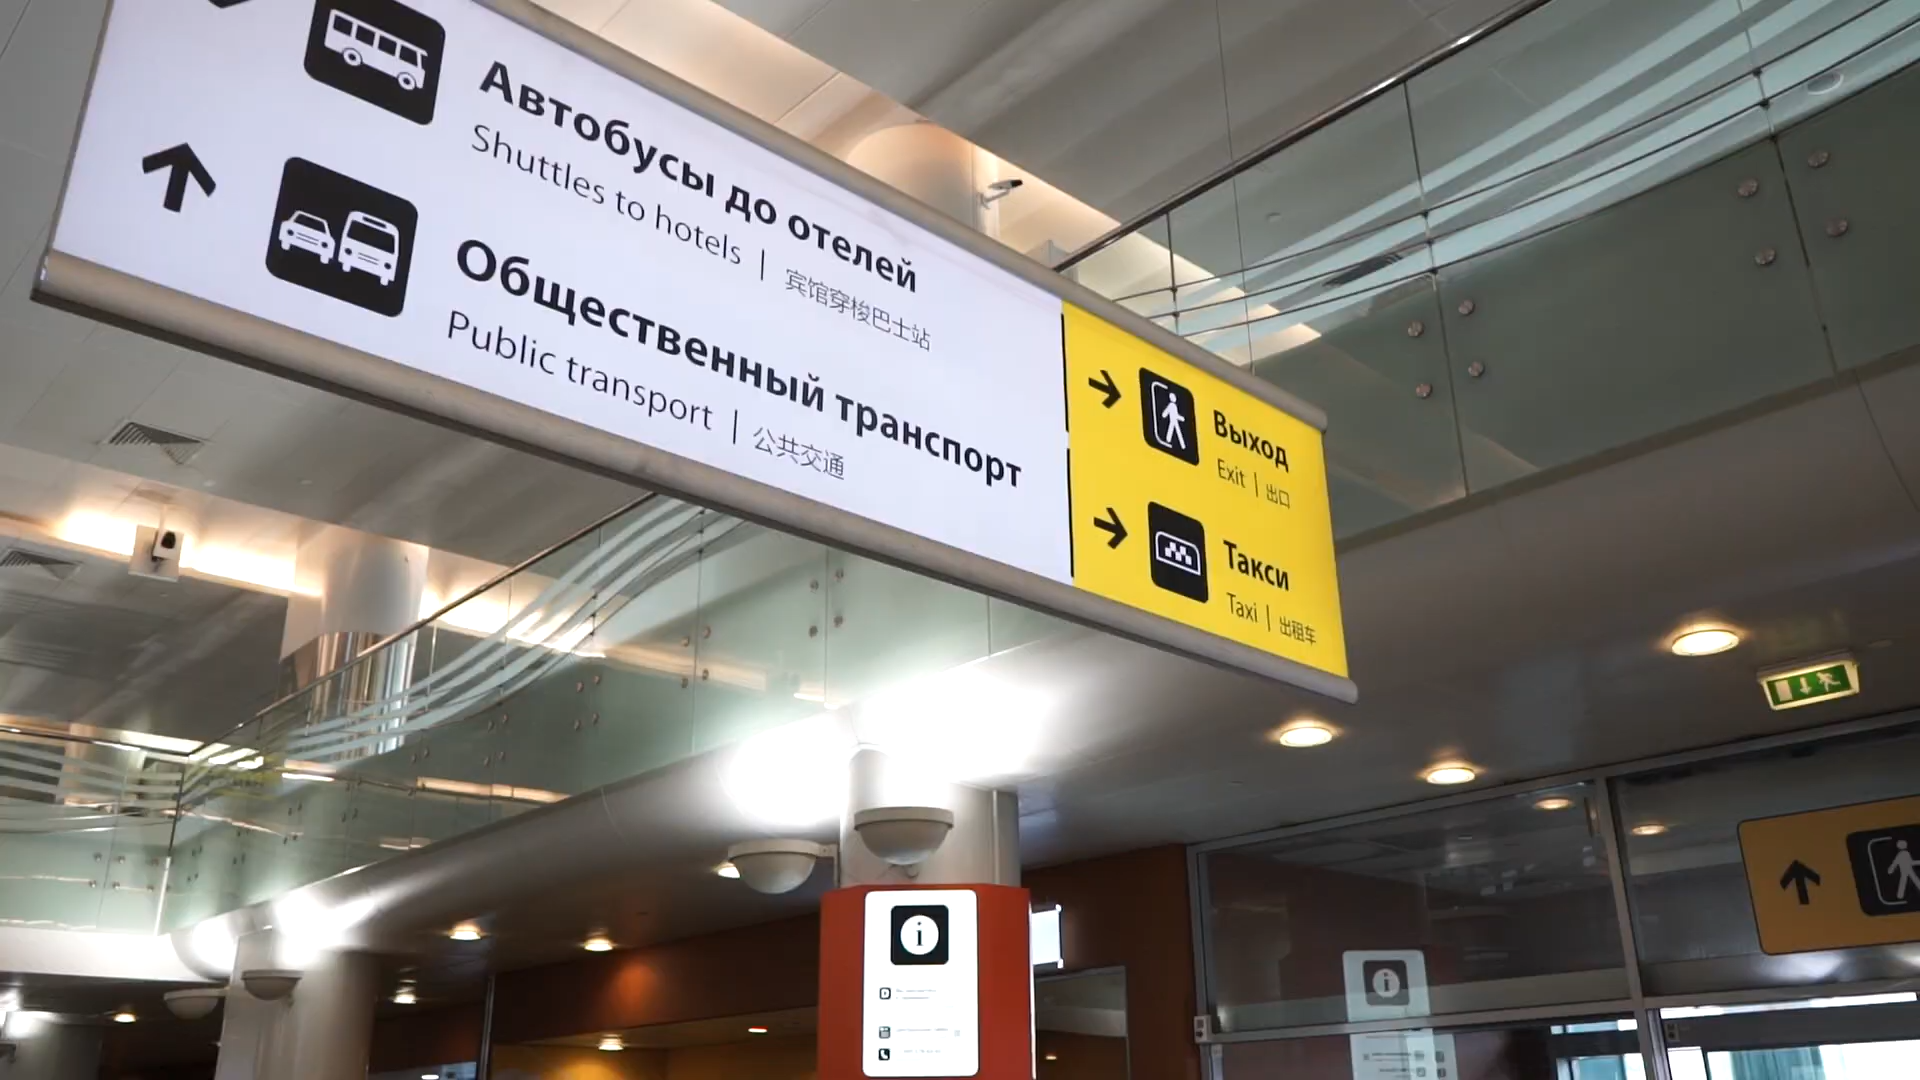 Автобусы до отелей
Shuttles to hotels | 宾馆穿梭巴士站
Общественный транспорт
Public transport | 公共交通
Выход
Exit | 出口
Такси
Taxi | 出租车
i
i